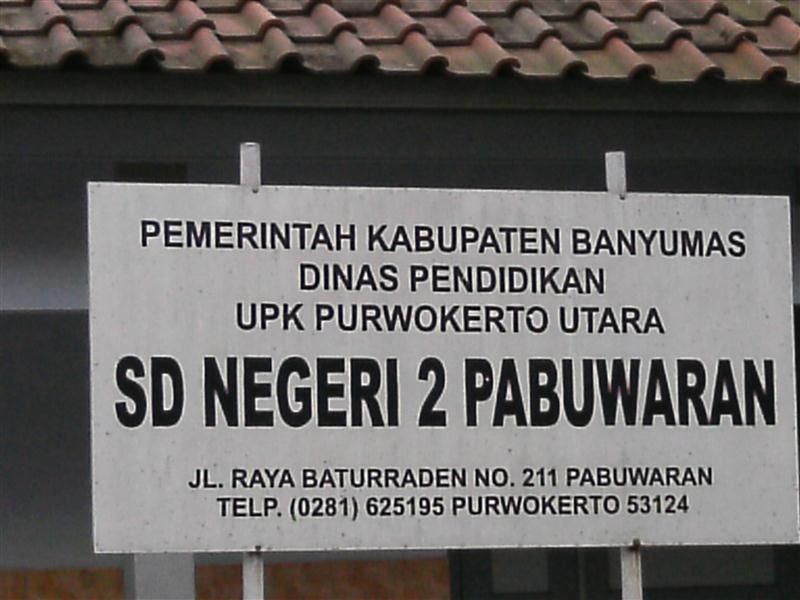 PEMERINTAH KABUPATEN BANYUMAS
DINAS PENDIDIKAN
UPK PURWOKERTO UTARA
SD NEGERI 2 PABUWARAN
JL. RAYA BATURRADEN NO. 211 PABUWARAN
TELP. (0281) 625195 PURWOKERTO 53124